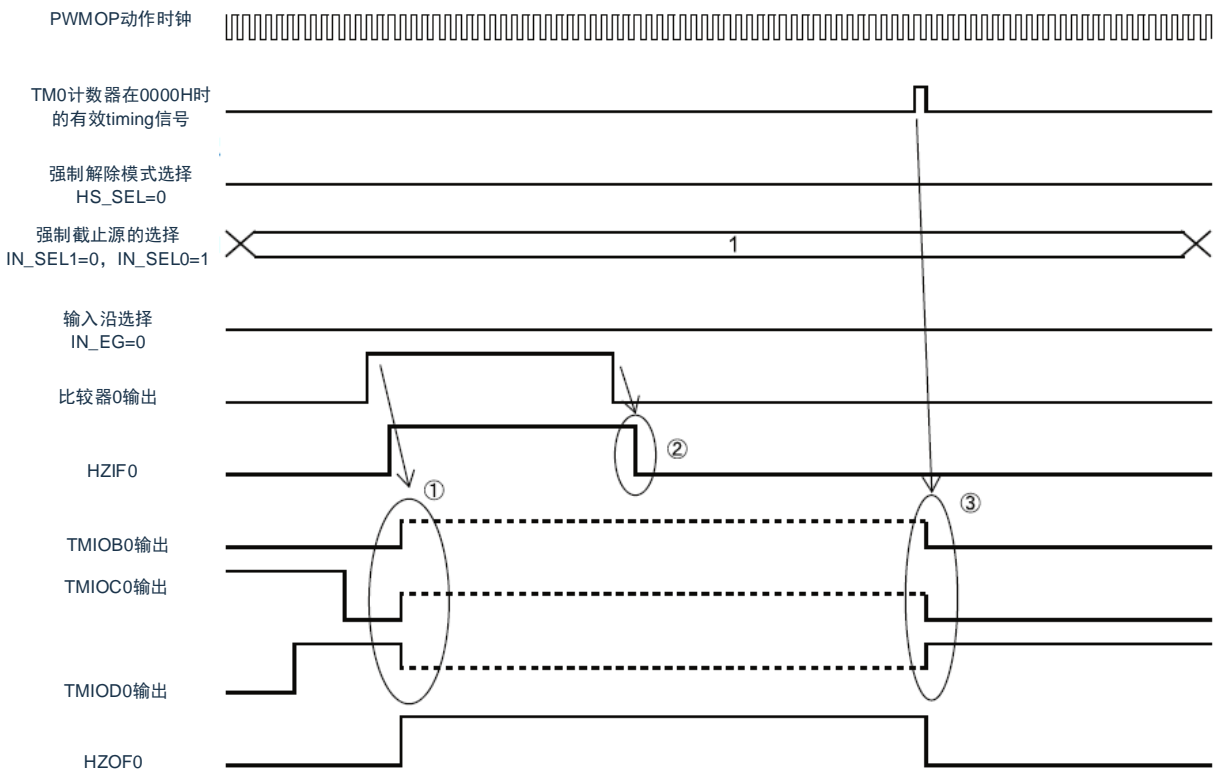 PWMOP动作时钟
TM0计数器在0000H时
的有效timing信号
强制解除模式选择
HS_SEL=0
强制截止源的选择
IN_SEL1=0，IN_SEL0=1
1
输入沿选择
IN_EG=0
比较器0输出
②
HZIF0
①
③
TMIOB0输出
TMIOC0输出
TMIOD0输出
HZOF0